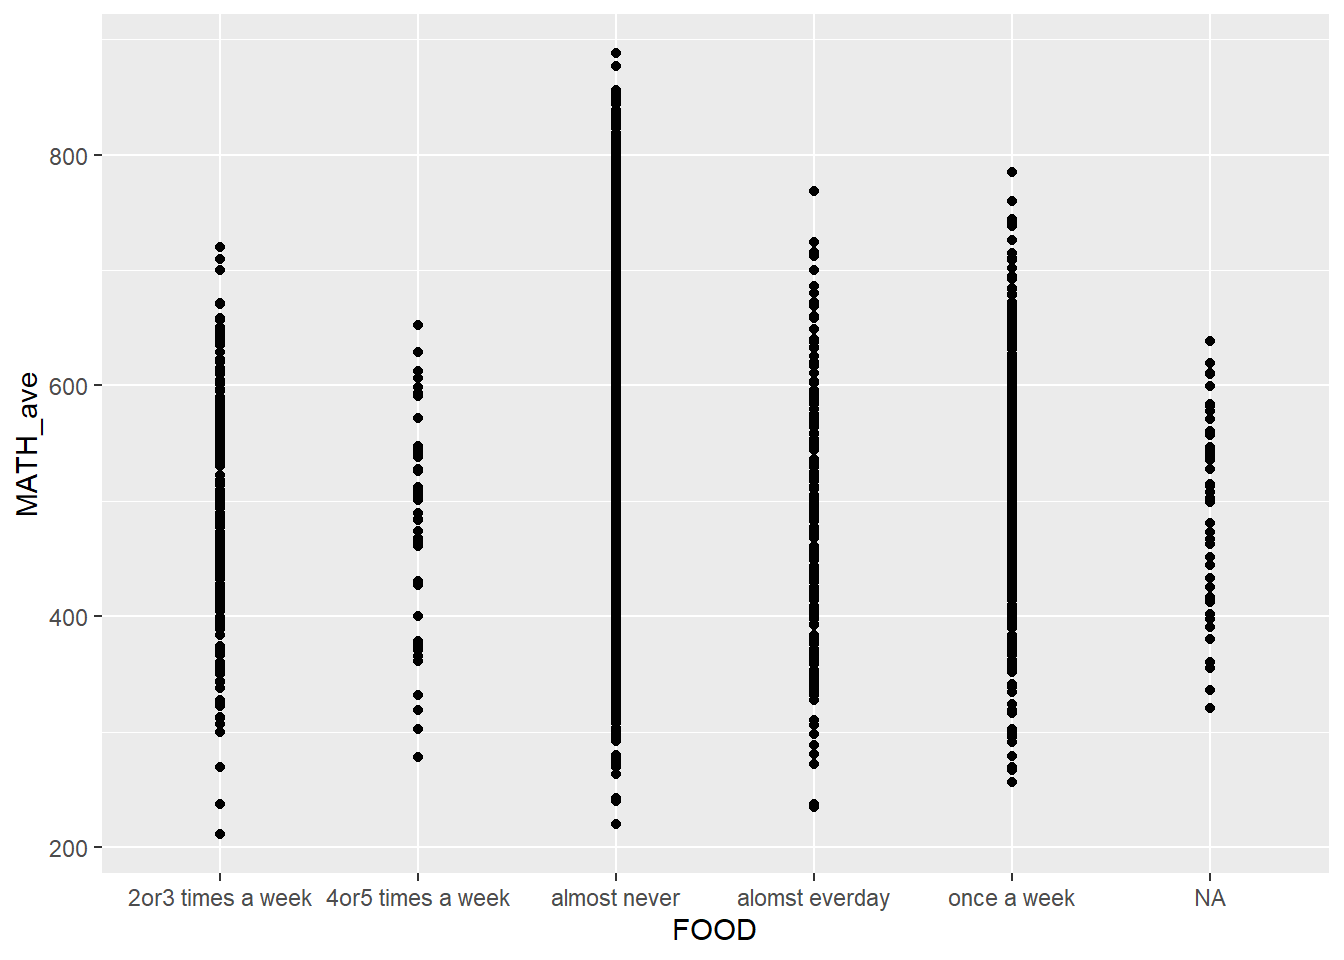 MATH_ave
800
600
400
200
2or3 times a week 4or5 times a week almost never alomst everday once a week NA
FOOD